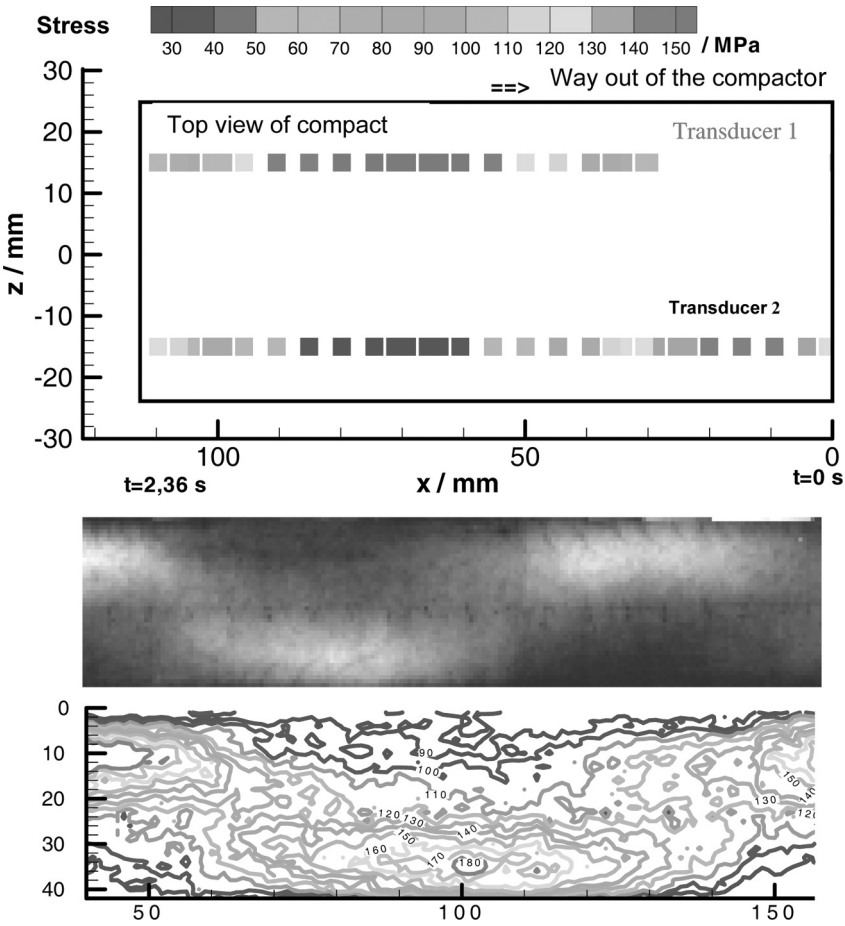 Stress
30 40 50 60 70 80 90 100 110 120 130 140 150 / MPa
==> Way out of the compactor
Top view of compact
Transducer 1
Transducer 2
z / mm
30
20
10
0
-10
-20
-30
100 50 0
t=2,36 s x / mm t=0 s
0
10
20
30
40
90
100
110
120 130 140
150
160 170 180
150
140
130
120
50 100 150